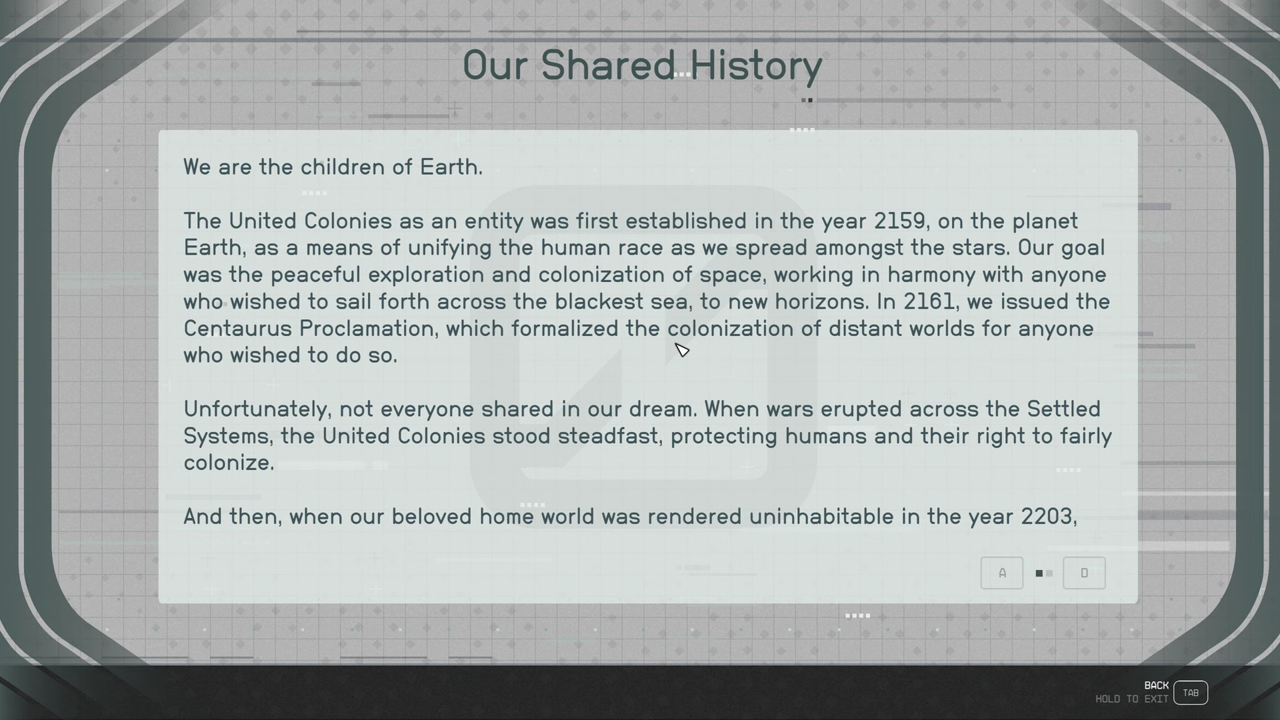 Our Shared History
We are the children of Earth.
The United Colonies as an entity was first established in the year 2159, on the planet
Earth, as a means of unifying the human race as we spread amongst the stars. Our goal
was the peaceful exploration and colonization of space, working in harmony with anyone
who wished to sail forth across the blackest sea, to new horizons. In 2161, we issued the
Centaurus Proclamation, which formalized the colonization of distant worlds for anyone
who wished to do so.
Unfortunately, not everyone shared in our dream. When wars erupted across the Settled
Systems, the United Colonies stood steadfast, protecting humans and their right to fairly
colonize.
And then, when our beloved home world was rendered uninhabitable in the year 2203,
A D
BACK
HOLD TO EXIT TAB